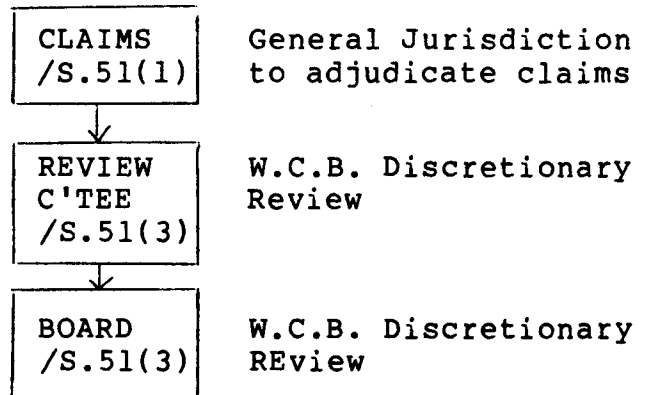 CLAIMS General Jurisdiction
/S.51(1) to adjudicate claims
REVIEW W.C.B. Discretionary
C'TEE Review
/S.51(3)
BOARD W.C.B. Discretionary
/S.51(3) REview